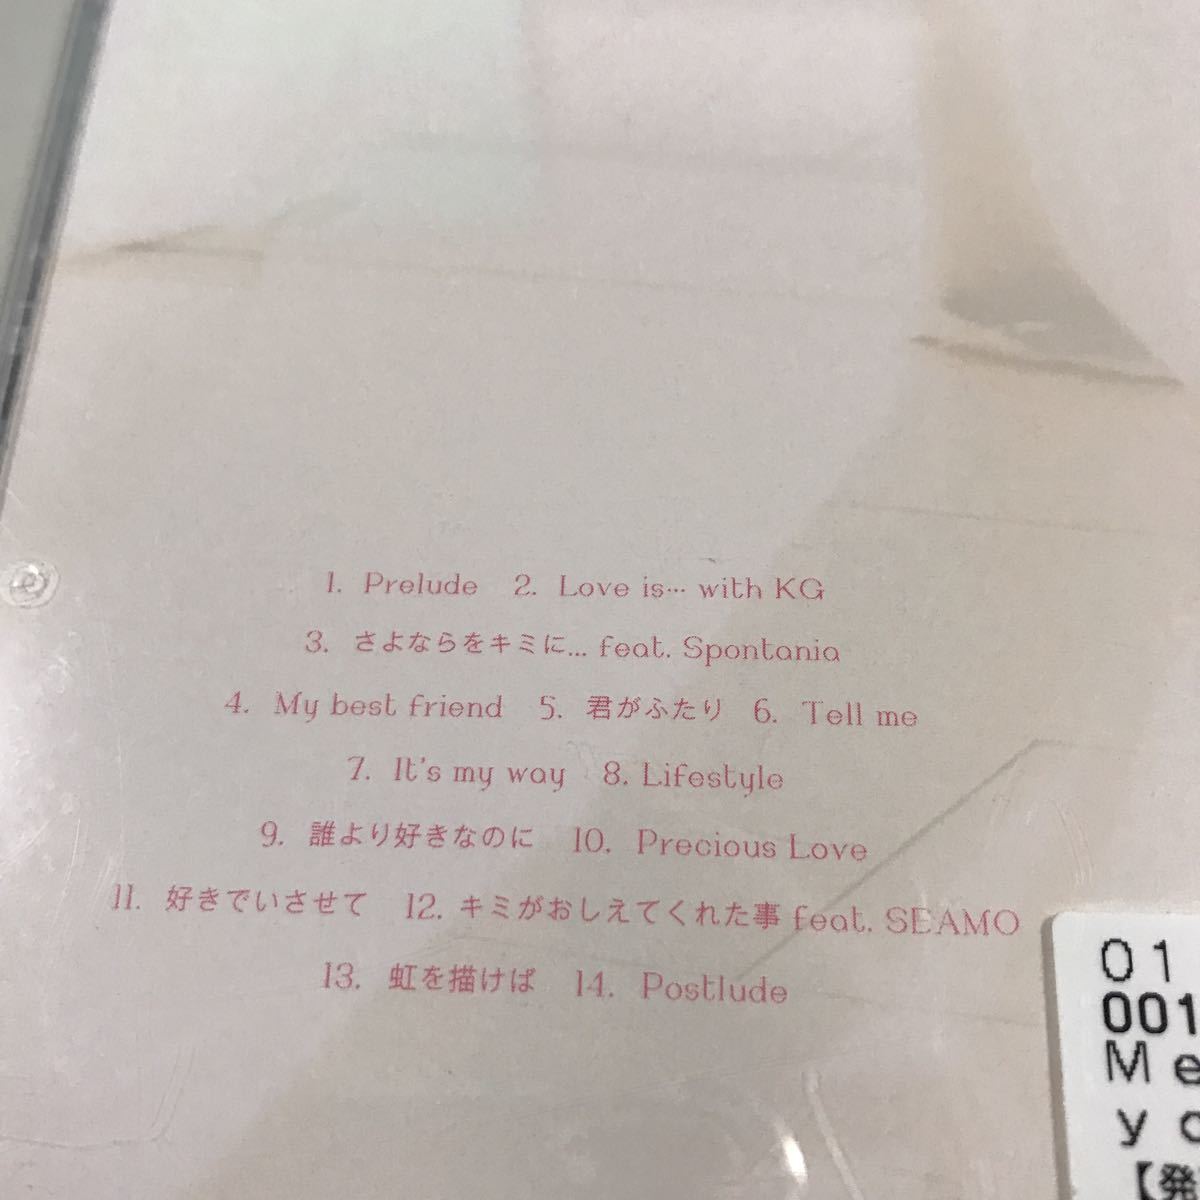 1. Prelude 2. Love is… with KG
3. さよならをキミに... feat. Spontania
4. My best friend 5. 君がふたり 6. Tell me
7. It's my way 8. Lifestyle
9. 誰より好きなのに 10. Precious Love
11. 好きでいさせて 12. キミがおしえてくれた事 feat. SEAMO
13. 虹を描けば 14. Postlude
01
001
Me
yo
【発